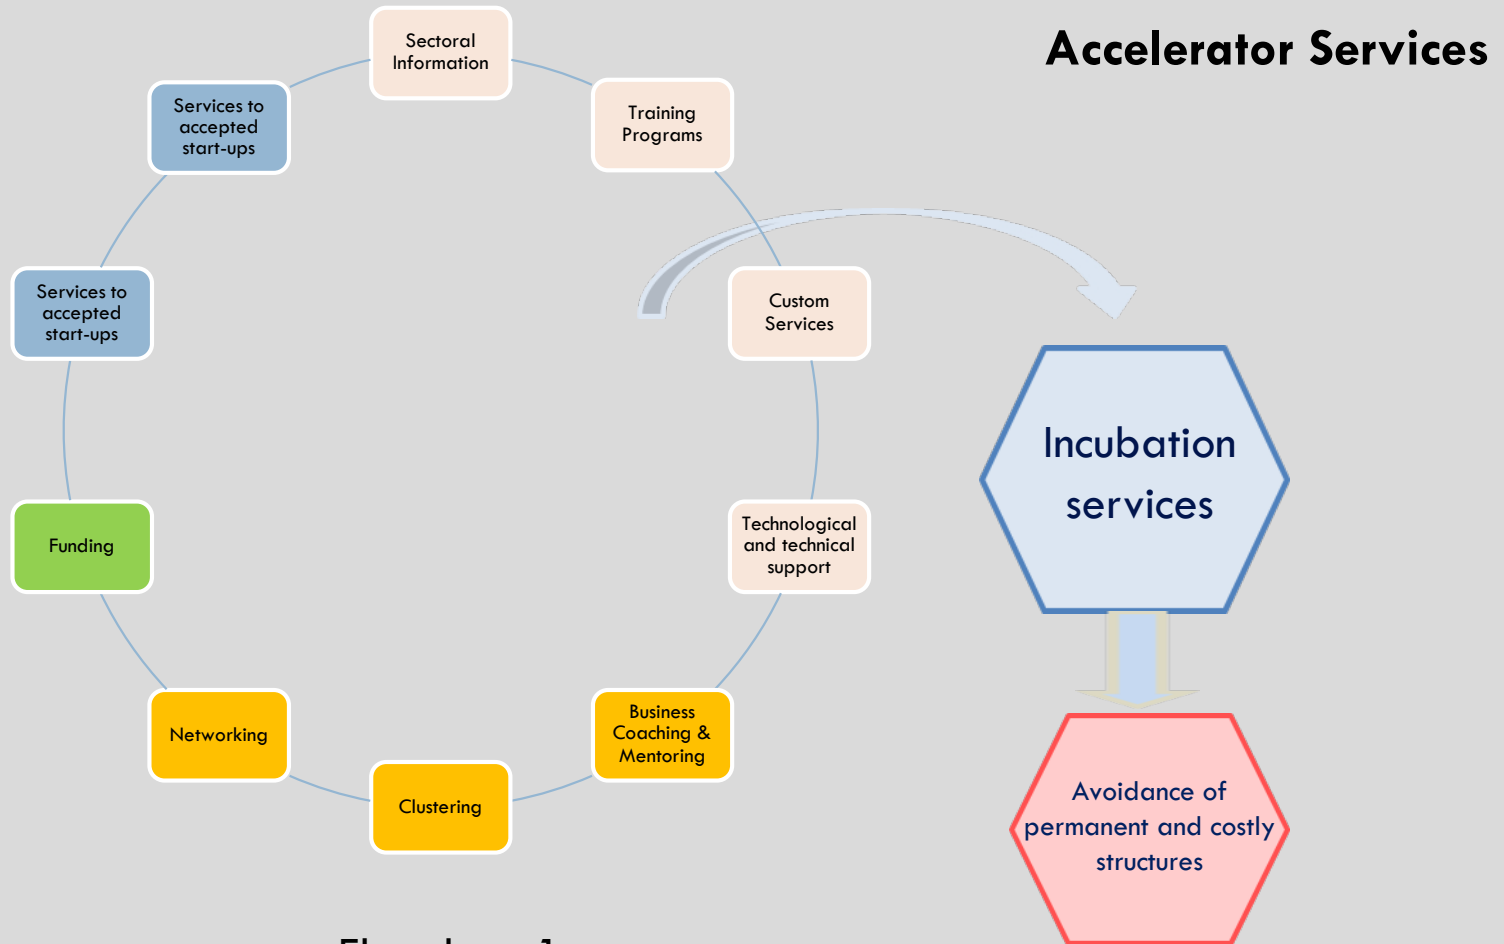 Accelerator Services
Sectoral
Information
Training
Programs
Custom
Services
Technological
and technical
support
Business
Coaching &
Mentoring
Clustering
Networking
Funding
Services to
accepted
start-ups
Services to
accepted
start-ups
Incubation
services
Avoidance of
permanent and costly
structures